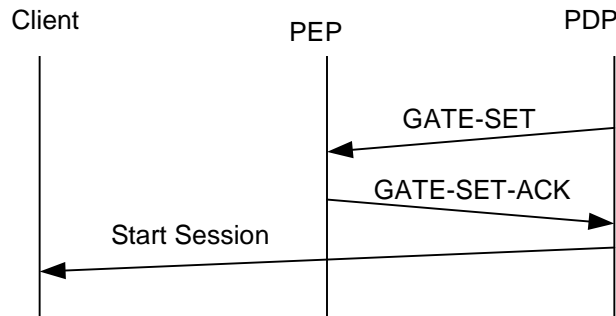 Client
PEP
PDP
GATE-SET
GATE-SET-ACK
Start Session